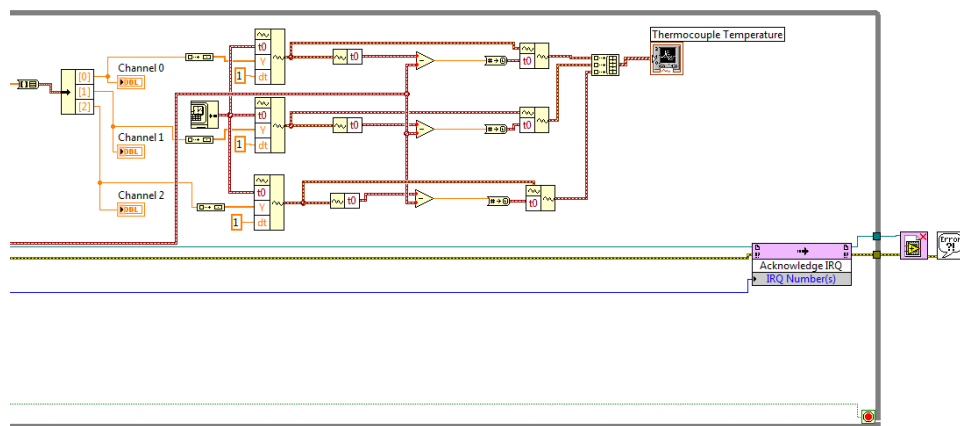 Thermocouple Temperature
Channel 0
DBL
[0]
[1]
[2]
t0
Y
dt
1
t0
t0
Channel 1
DBL
t0
Y
dt
1
t0
t0
Channel 2
DBL
t0
Y
dt
1
t0
t0
Error
?!
Acknowledge IRQ
IRQ Number(s)